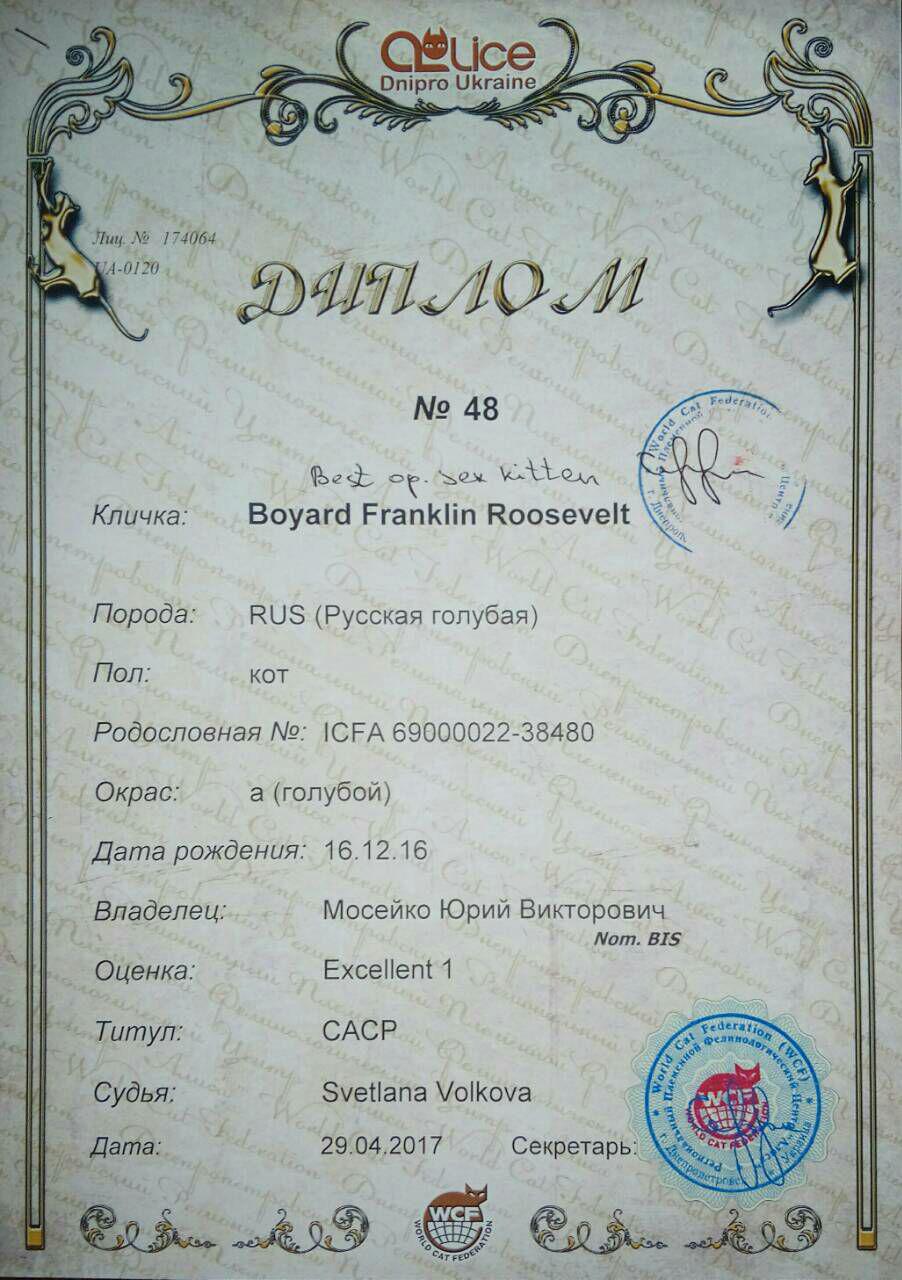 aLice
Dnipro Ukraine
Лиц. № 174064
UA-0120
ДИПЛОМ
№ 48
Best op. sex kitten
Кличка: Boyard Franklin Roosevelt
Порода: RUS (Русская голубая)
Пол: кот
Родословная №: ICFA 69000022-38480
Окрас: а (голубой)
Дата рождения: 16.12.16
Владелец: Мосейко Юрий Викторович
Nom. BIS
Оценка: Excellent 1
Титул: CACP
Судья: Svetlana Volkova
Дата: 29.04.2017 Секретарь:
World Cat Federation
World Cat Federation (WCF)
Региональный Племенной Фелинологический Центр "Алиса"
г. Днепропетровск Украина
WCF
WORLD CAT FEDERATION
WCF
WORLD CAT FEDERATION